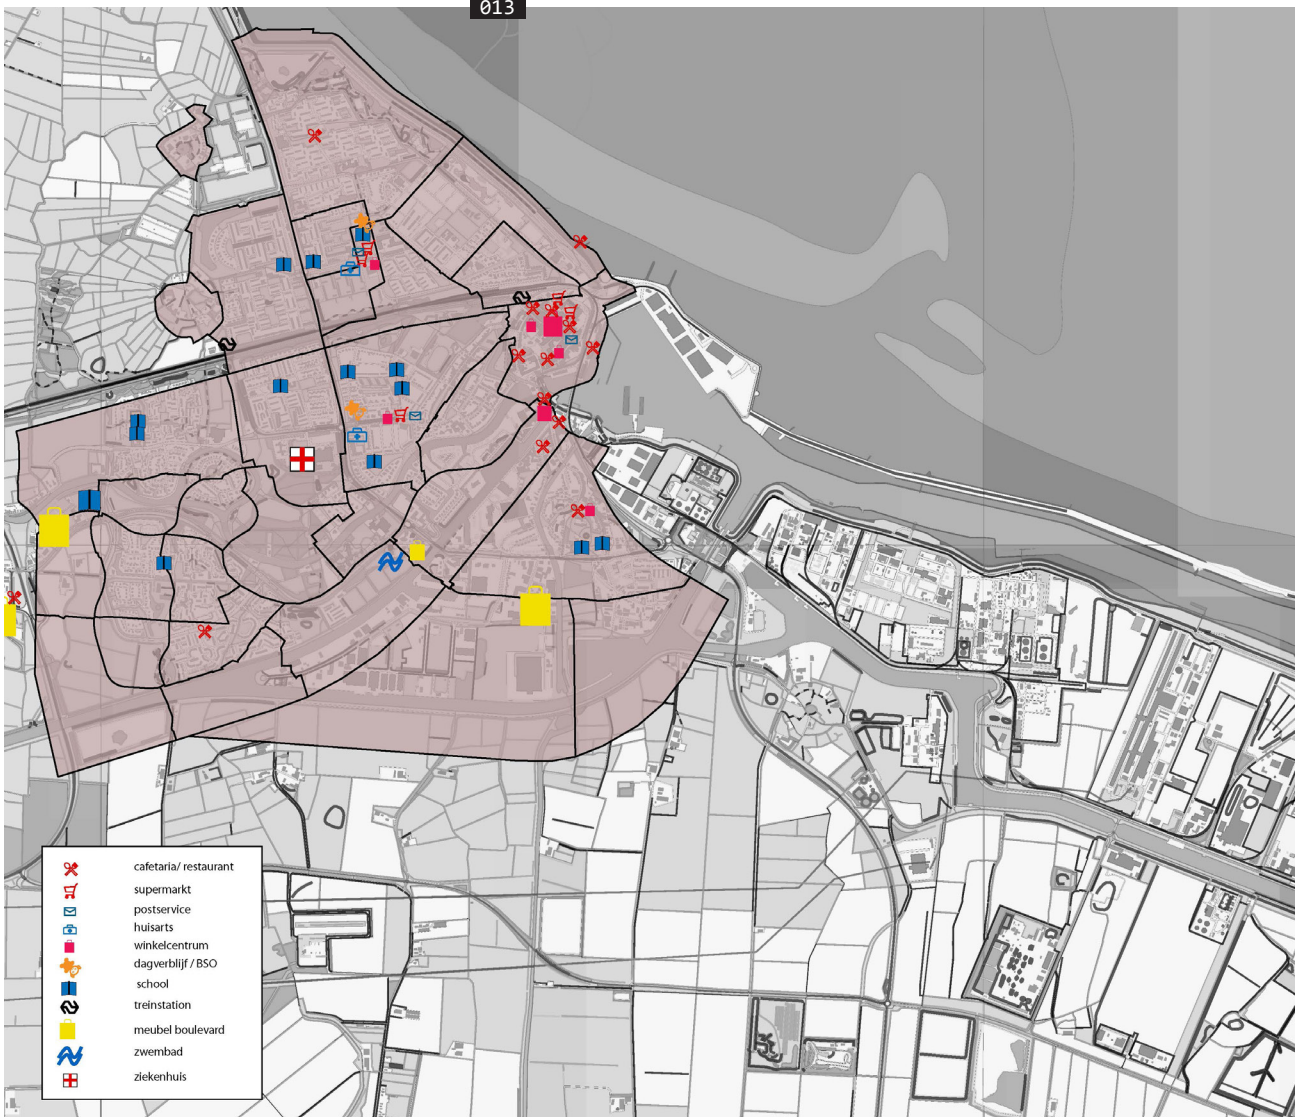 013
cafetaria/ restaurant
supermarkt
postservice
huisarts
winkelcentrum
dagverblijf / BSO
school
treinstation
meubel boulevard
zwembad
ziekenhuis